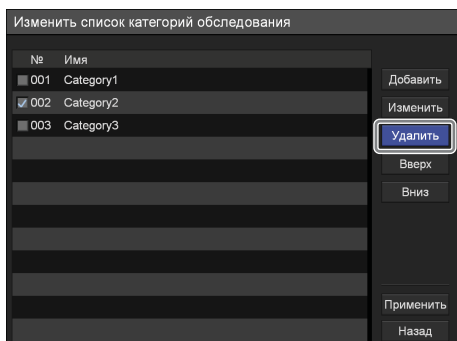 Изменить список категорий обследования
№ Имя
001 Category1
Добавить
002 Category2
Изменить
003 Category3
Удалить
Вверх
Вниз
Применить
Назад